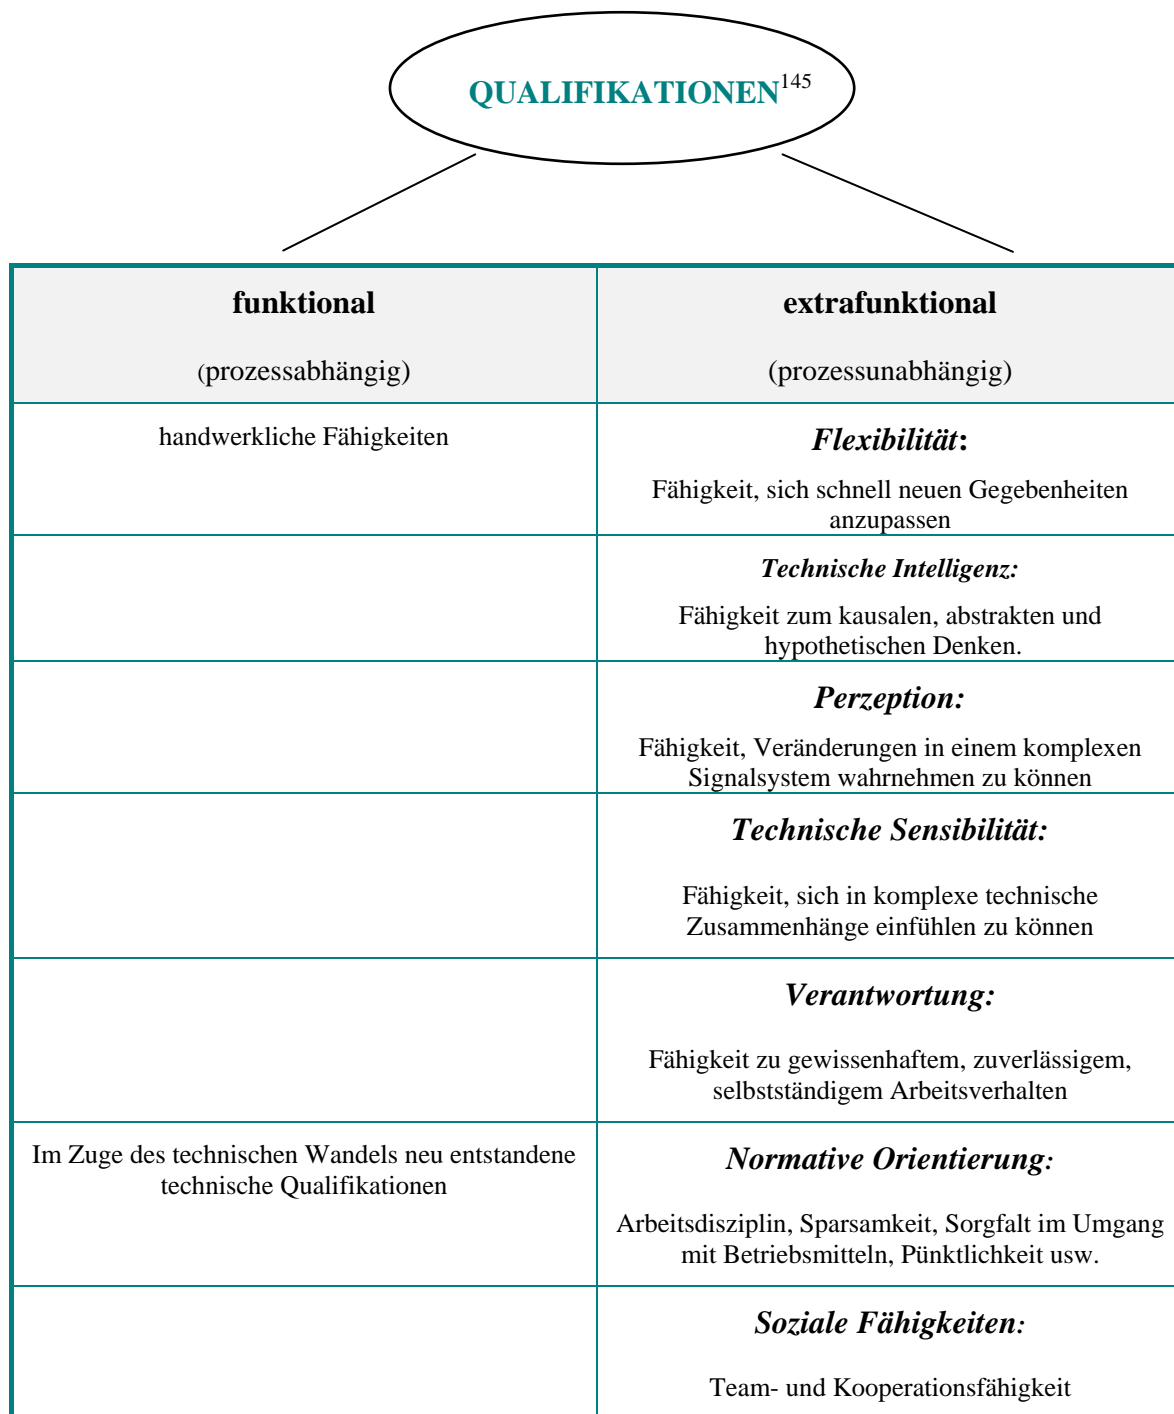 QUALIFIKATIONEN145
funktional
(prozessabhängig)
extrafunktional
(prozessunabhängig)
handwerkliche Fähigkeiten
Flexibilität:
Fähigkeit, sich schnell neuen Gegebenheiten
anzupassen
Technische Intelligenz:
Fähigkeit zum kausalen, abstrakten und
hypothetischen Denken.
Perzeption:
Fähigkeit, Veränderungen in einem komplexen
Signalsystem wahrnehmen zu können
Technische Sensibilität:
Fähigkeit, sich in komplexe technische
Zusammenhänge einfühlen zu können
Verantwortung:
Fähigkeit zu gewissenhaftem, zuverlässigem,
selbstständigem Arbeitsverhalten
Im Zuge des technischen Wandels neu entstandene
technische Qualifikationen
Normative Orientierung:
Arbeitsdisziplin, Sparsamkeit, Sorgfalt im Umgang
mit Betriebsmitteln, Pünktlichkeit usw.
Soziale Fähigkeiten:
Team- und Kooperationsfähigkeit